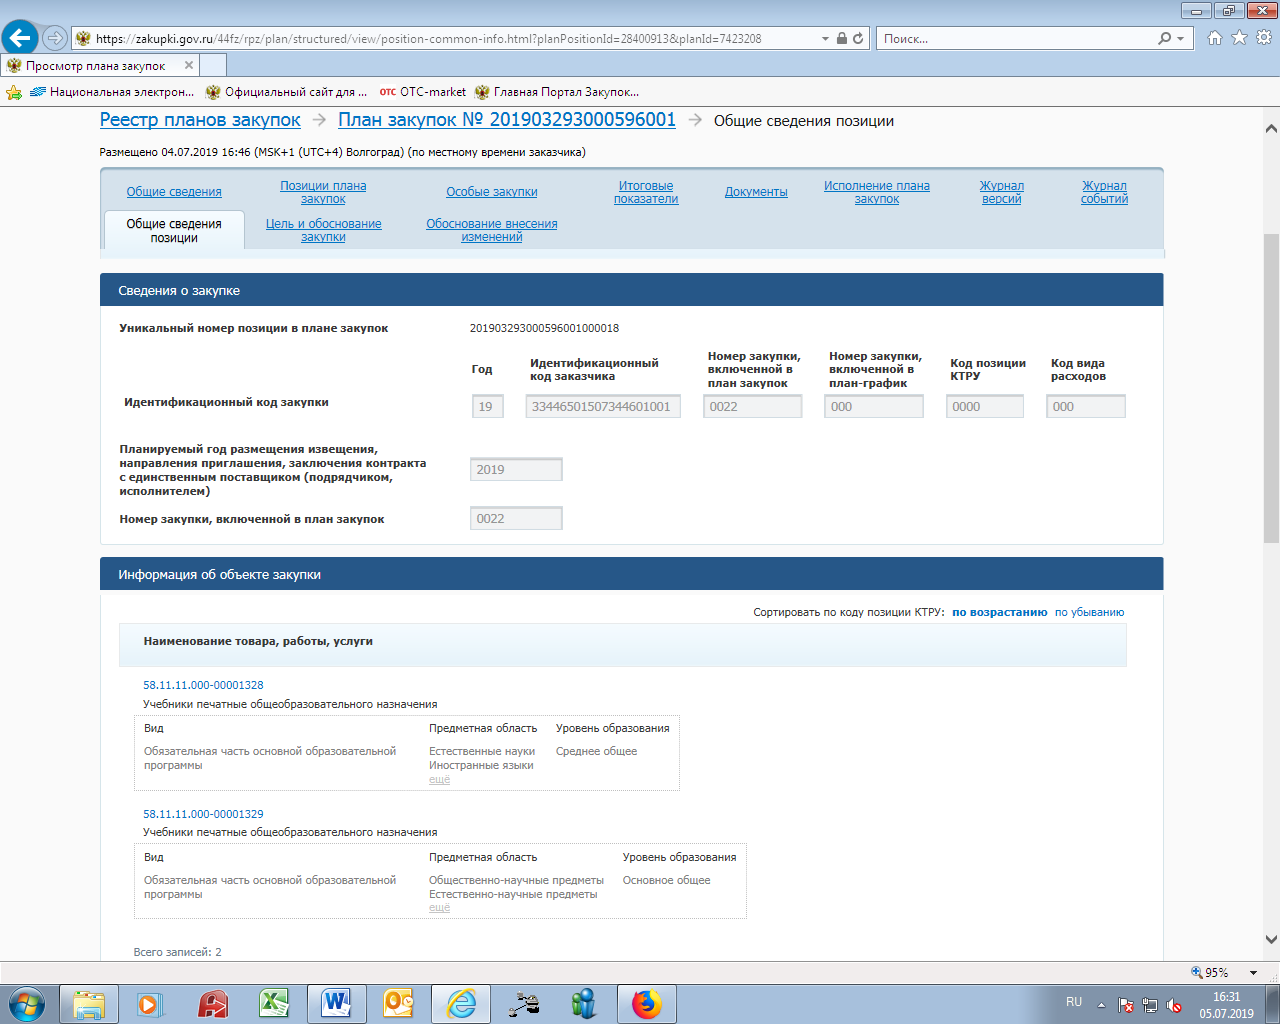 https://zakupki.gov.ru/44fz/rpz/plan/structured/view/position-common-info.html?planPositionId=28400913&planId=7423208
Поиск...
Просмотр плана закупок
Национальная электрон...
Официальный сайт для ...
отс OTC-market
Главная Портал Закупок...
Реестр планов закупок → План закупок № 201903293000596001 → Общие сведения позиции
Размещено 04.07.2019 16:46 (MSK+1 (UTC+4) Волгоград) (по местному времени заказчика)
Общие сведения
Позиции плана
закупок
Особые закупки
Итоговые
показатели
Документы
Исполнение плана
закупок
Журнал
версий
Журнал
событий
Общие сведения
позиции
Цель и обоснование
закупки
Обоснование внесения
изменений
Сведения о закупке
Уникальный номер позиции в плане закупок
201903293000596001000018
Год
Идентификационный
код заказчика
Номер закупки,
включенной в
план закупок
Номер закупки,
включенной в
план-график
Код позиции
КТРУ
Код вида
расходов
Идентификационный код закупки
19
33446501507344601001
0022
000
0000
000
Планируемый год размещения извещения,
направления приглашения, заключения контракта
с единственным поставщиком (подрядчиком,
исполнителем)
2019
Номер закупки, включенной в план закупок
0022
Информация об объекте закупки
Сортировать по коду позиции КТРУ: по возрастанию по убыванию
Наименование товара, работы, услуги
58.11.11.000-00001328
Учебники печатные общеобразовательного назначения
Вид
Предметная область
Уровень образования
Обязательная часть основной образовательной
программы
Естественные науки
Иностранные языки
ещё
Среднее общее
58.11.11.000-00001329
Учебники печатные общеобразовательного назначения
Вид
Предметная область
Уровень образования
Обязательная часть основной образовательной
программы
Общественно-научные предметы
Естественно-научные предметы
ещё
Основное общее
Всего записей: 2
95%
RU
16:31
05.07.2019